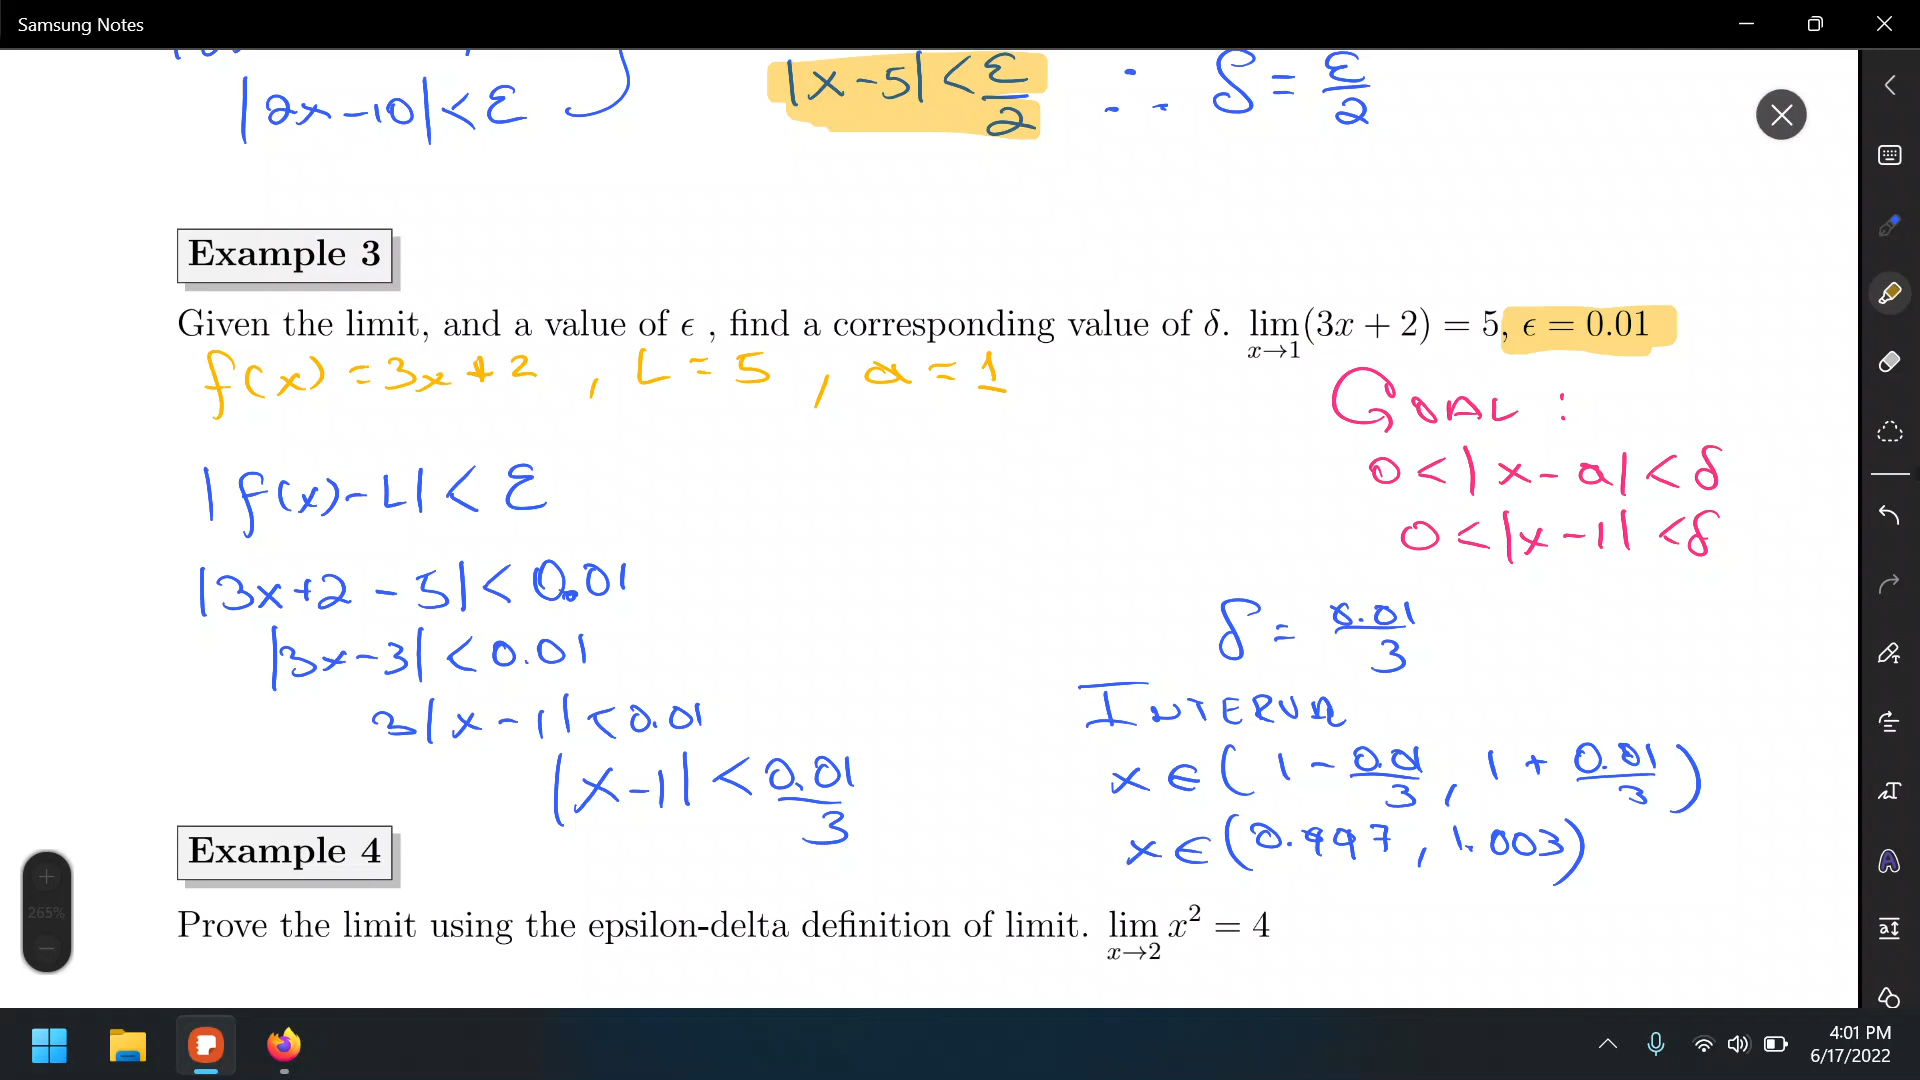 Samsung Notes
|2x-10| < ε
|x-5| < ε/2 ∴ δ = ε/2
Example 3
Given the limit, and a value of ϵ , find a corresponding value of δ. lim x→1 (3x + 2) = 5, ϵ = 0.01
f(x) = 3x+2 , L = 5 , a = 1
GOAL :
0 < |x-a| < δ
0 < |x-1| < δ
|f(x)-L| < ε
|3x+2 - 5| < 0.01
|3x-3| < 0.01
3|x-1| < 0.01
|x-1| < 0.01/3
δ = 0.01/3
INTERVAL
x ∈ (1 - 0.01/3 , 1 + 0.01/3)
x ∈ (0.997 , 1.003)
Example 4
Prove the limit using the epsilon-delta definition of limit. lim x→2 x² = 4
265%
4:01 PM
6/17/2022